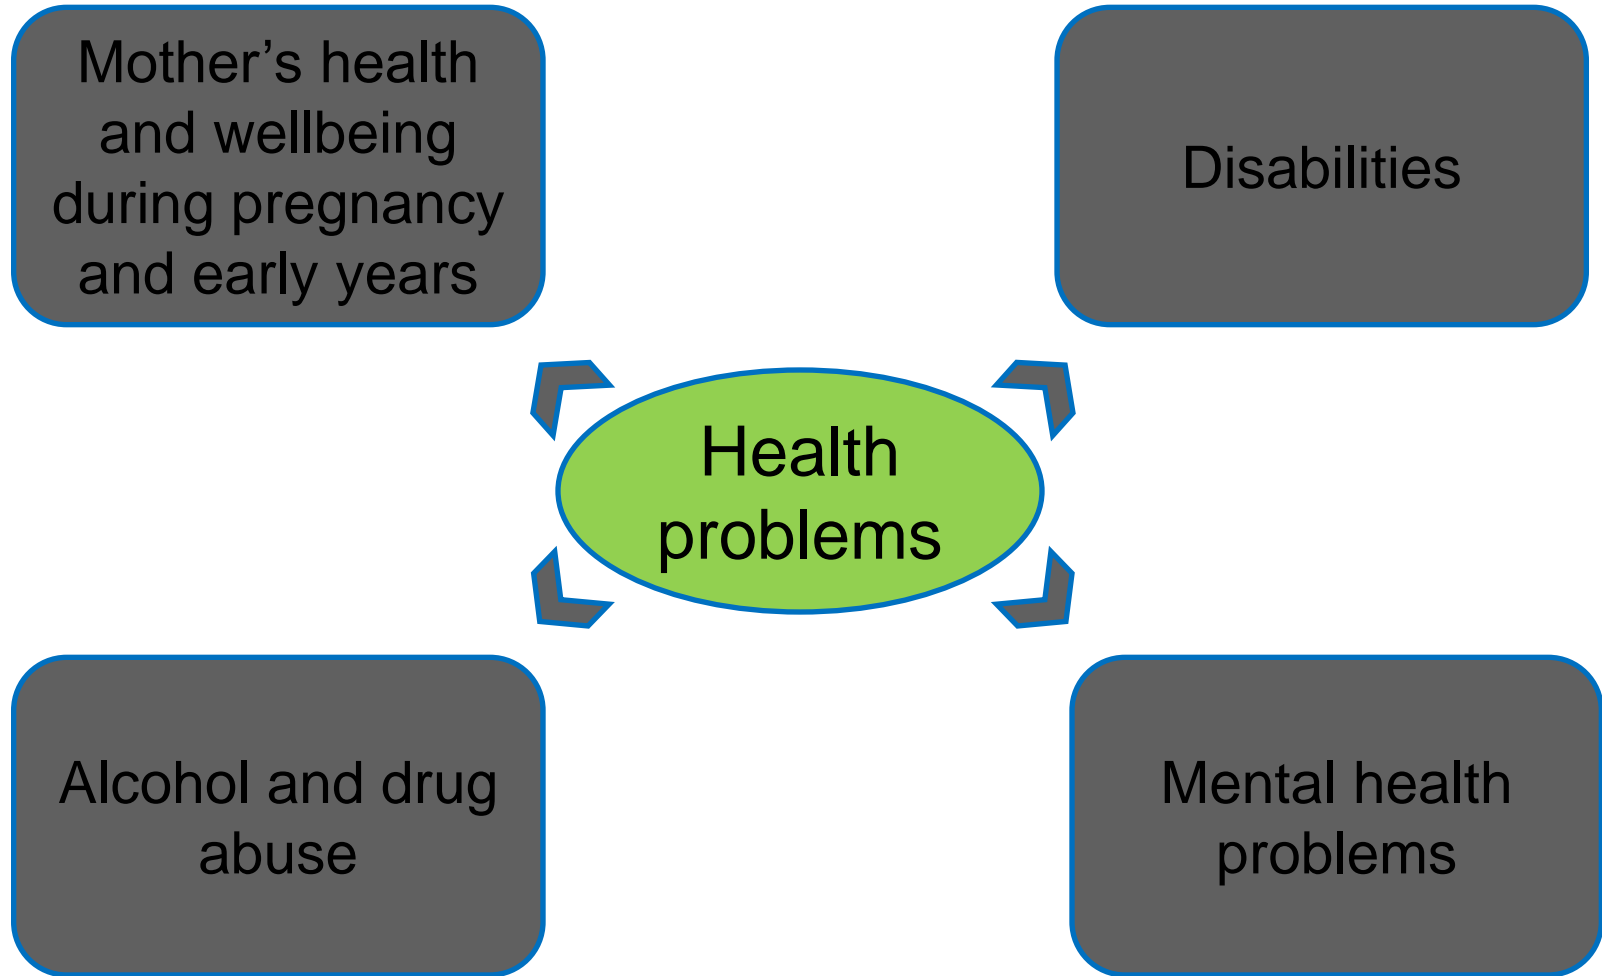 Mother’s health
and wellbeing
during pregnancy
and early years
Disabilities
Health
problems
Alcohol and drug
abuse
Mental health
problems